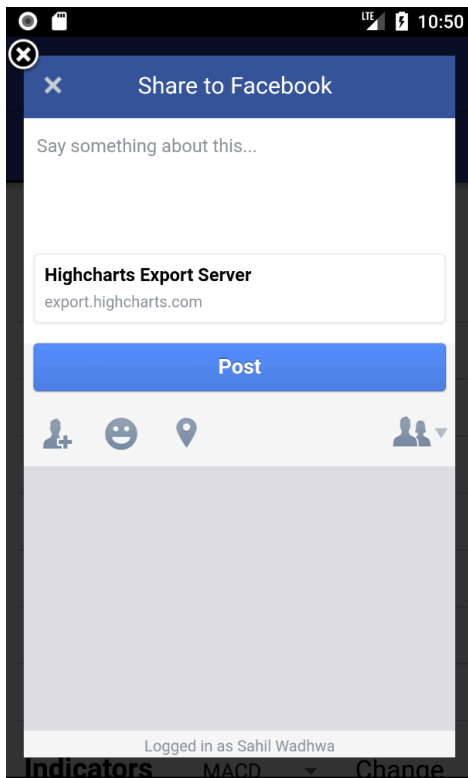 LTE 10:50
Share to Facebook
Say something about this...
Highcharts Export Server
export.highcharts.com
Post
Logged in as Sahil Wadhwa
Indicators MACD Change